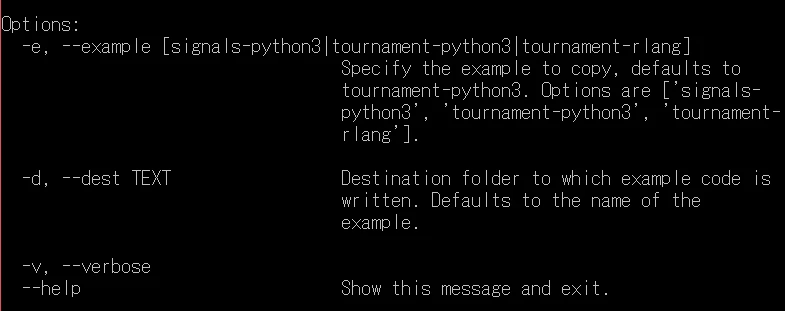 Options:
-e, --example [signals-python3|tournament-python3|tournament-rlang]
Specify the example to copy, defaults to
tournament-python3. Options are ['signals-
python3', 'tournament-python3', 'tournament-
rlang'].
-d, --dest TEXT Destination folder to which example code is
written. Defaults to the name of the
example.
-v, --verbose
--help Show this message and exit.